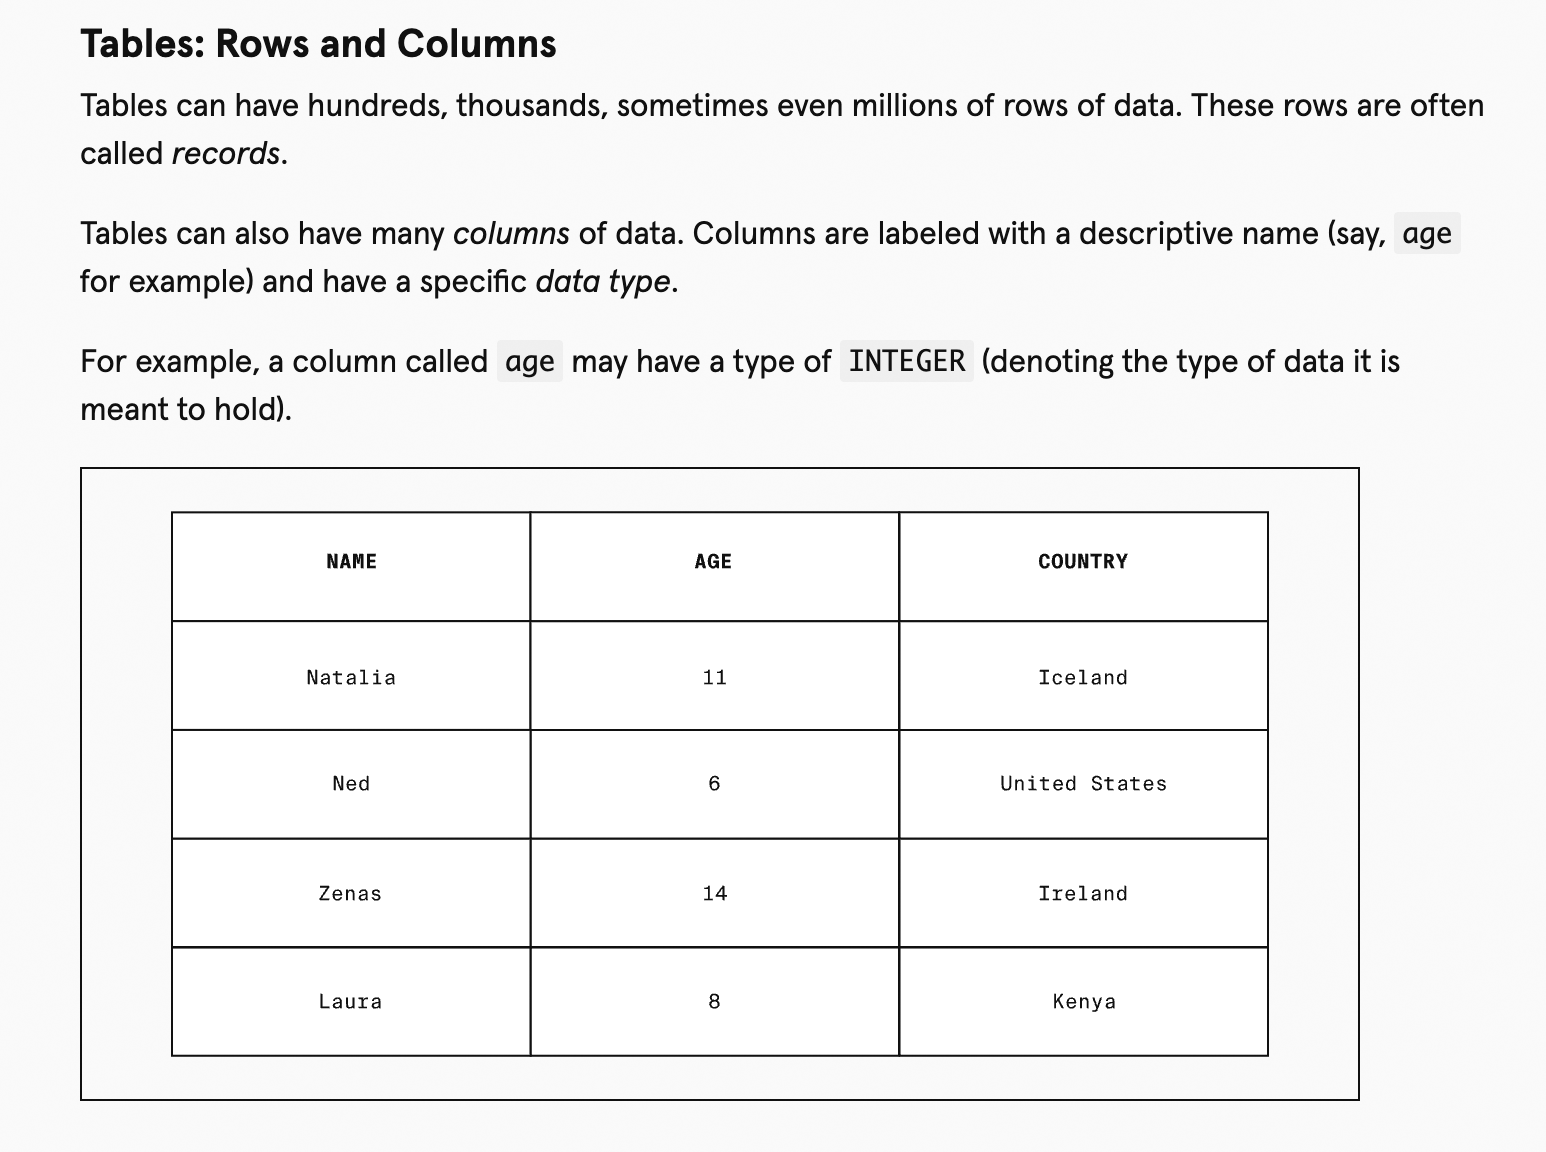 Tables: Rows and Columns
Tables can have hundreds, thousands, sometimes even millions of rows of data. These rows are often
called records.
Tables can also have many columns of data. Columns are labeled with a descriptive name (say, age
for example) and have a specific data type.
For example, a column called age may have a type of INTEGER (denoting the type of data it is
meant to hold).
NAME AGE COUNTRY
Natalia 11 Iceland
Ned 6 United States
Zenas 14 Ireland
Laura 8 Kenya